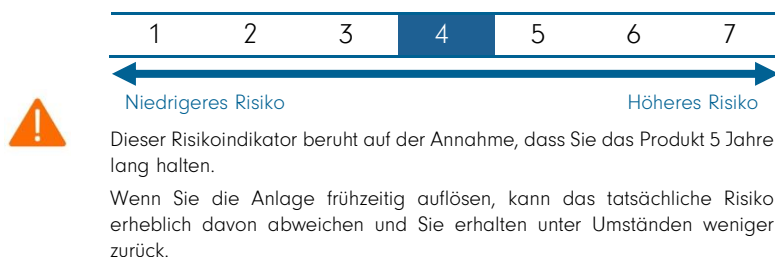 1 2 3 4 5 6 7
Niedrigeres Risiko Höheres Risiko
Dieser Risikoindikator beruht auf der Annahme, dass Sie das Produkt 5 Jahre
lang halten.
Wenn Sie die Anlage frühzeitig auflösen, kann das tatsächliche Risiko
erheblich davon abweichen und Sie erhalten unter Umständen weniger
zurück.